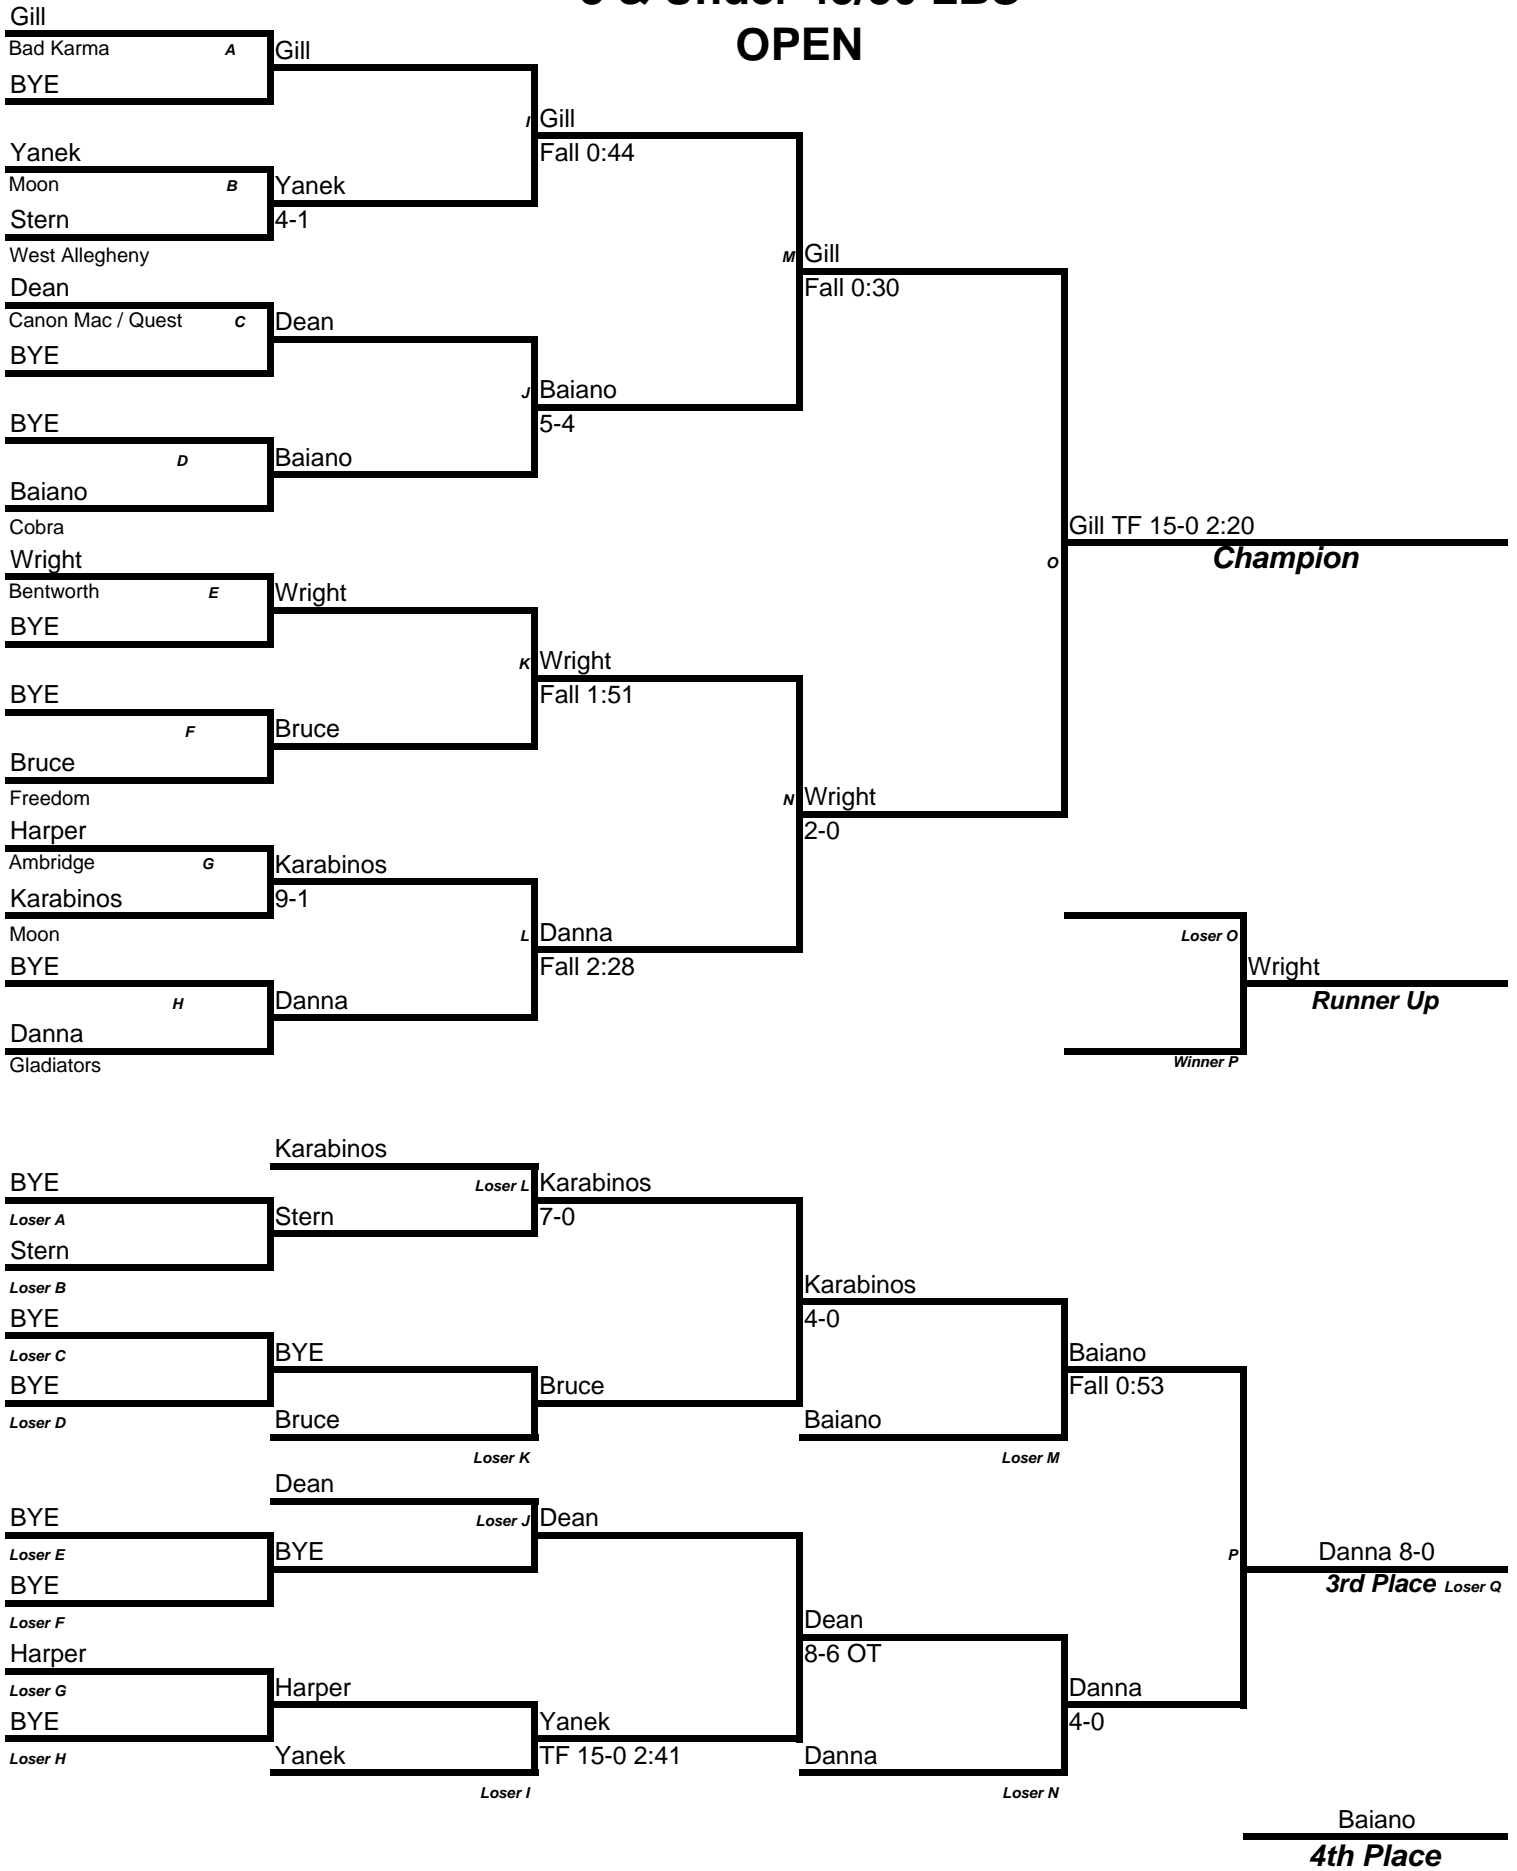 OPEN
Gill
Bad Karma A
BYE
Gill
Yanek
Moon B
Stern
West Allegheny
Yanek
4-1
I Gill
Fall 0:44
Dean
Canon Mac / Quest C
BYE
Dean
BYE
D
Baiano
Cobra
Baiano
J Baiano
5-4
M Gill
Fall 0:30
Wright
Bentworth E
BYE
Wright
BYE
F
Bruce
Freedom
Bruce
K Wright
Fall 1:51
Harper
Ambridge G
Karabinos
Moon
Karabinos
9-1
BYE
H
Danna
Gladiators
Danna
L Danna
Fall 2:28
N Wright
2-0
O
Gill TF 15-0 2:20
Champion
Loser O
Wright
Runner Up
Winner P
Karabinos
Loser L
BYE
Loser A
Stern
Loser B
Stern
Karabinos
7-0
BYE
Loser C
BYE
Loser D
BYE
Bruce
Loser K
Bruce
Karabinos
4-0
Baiano
Loser M
Baiano
Fall 0:53
Dean
Loser J
BYE
Loser E
BYE
Loser F
BYE
Dean
Harper
Loser G
BYE
Loser H
Harper
Yanek
Loser I
Yanek
TF 15-0 2:41
Dean
8-6 OT
Danna
Loser N
Danna
4-0
P
Danna 8-0
3rd Place Loser Q
Baiano
4th Place